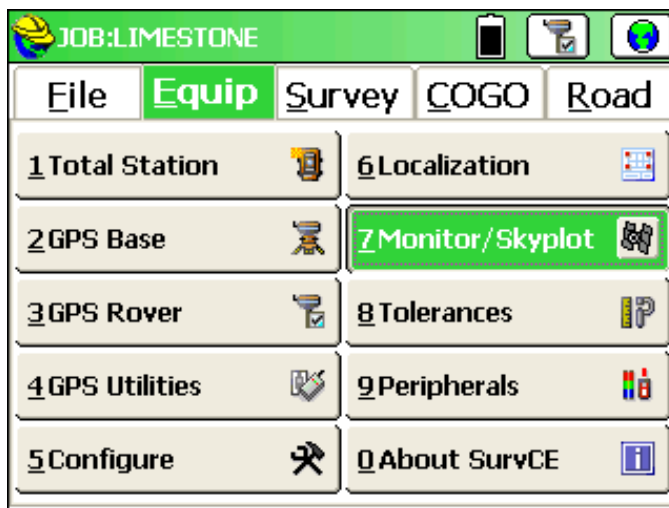 JOB:LIMESTONE
File Equip Survey COGO Road
1 Total Station
6 Localization
2 GPS Base
7 Monitor/Skyplot
3 GPS Rover
8 Tolerances
4 GPS Utilities
9 Peripherals
5 Configure
0 About SurvCE